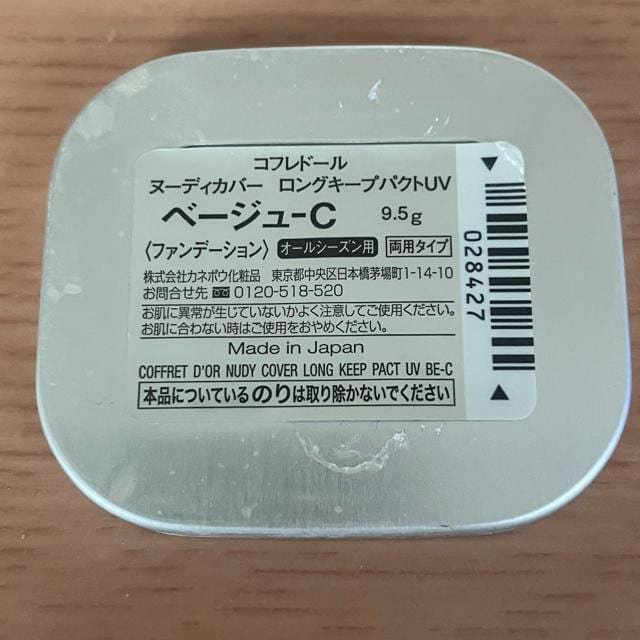 コフレドール
ヌーディカバー ロングキープパクトUV
ベージュ-C 9.5g
〈ファンデーション〉 オールシーズン用 両用タイプ
株式会社カネボウ化粧品 東京都中央区日本橋茅場町1-14-10
お問合せ先 0120-518-520
お肌に異常が生じていないかよく注意してご使用ください。
お肌に合わない時はご使用をおやめください。
Made in Japan
COFFRET D'OR NUDY COVER LONG KEEP PACT UV BE-C
本品についているのりは取り除かないでください
028427